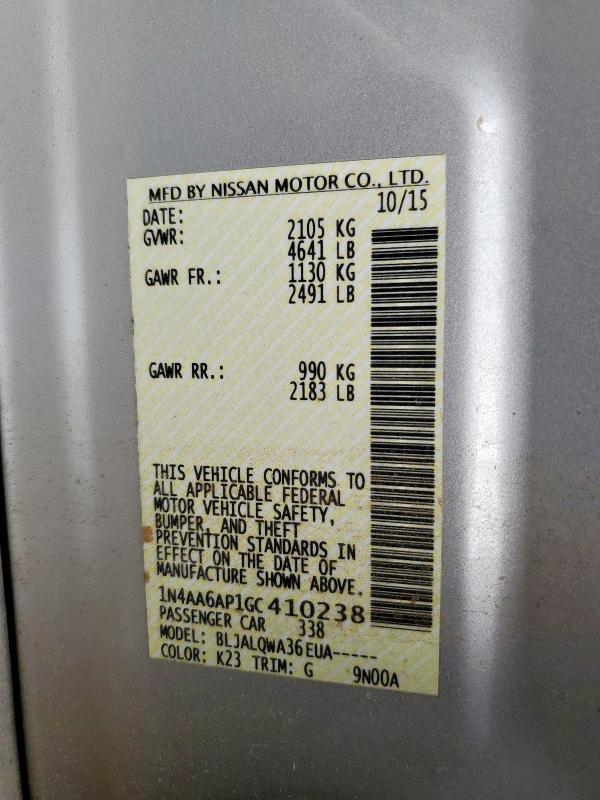 MFD BY NISSAN MOTOR CO., LTD.
DATE: 10/15
GVWR: 2105 KG
4641 LB
GAWR FR.: 1130 KG
2491 LB
GAWR RR.: 990 KG
2183 LB
THIS VEHICLE CONFORMS TO
ALL APPLICABLE FEDERAL
MOTOR VEHICLE SAFETY,
BUMPER, AND THEFT
PREVENTION STANDARDS IN
EFFECT ON THE DATE OF
MANUFACTURE SHOWN ABOVE.
1N4AA6AP1GC410238
PASSENGER CAR 338
MODEL: BLJALQWA36EUA-----
COLOR: K23 TRIM: G 9N00A